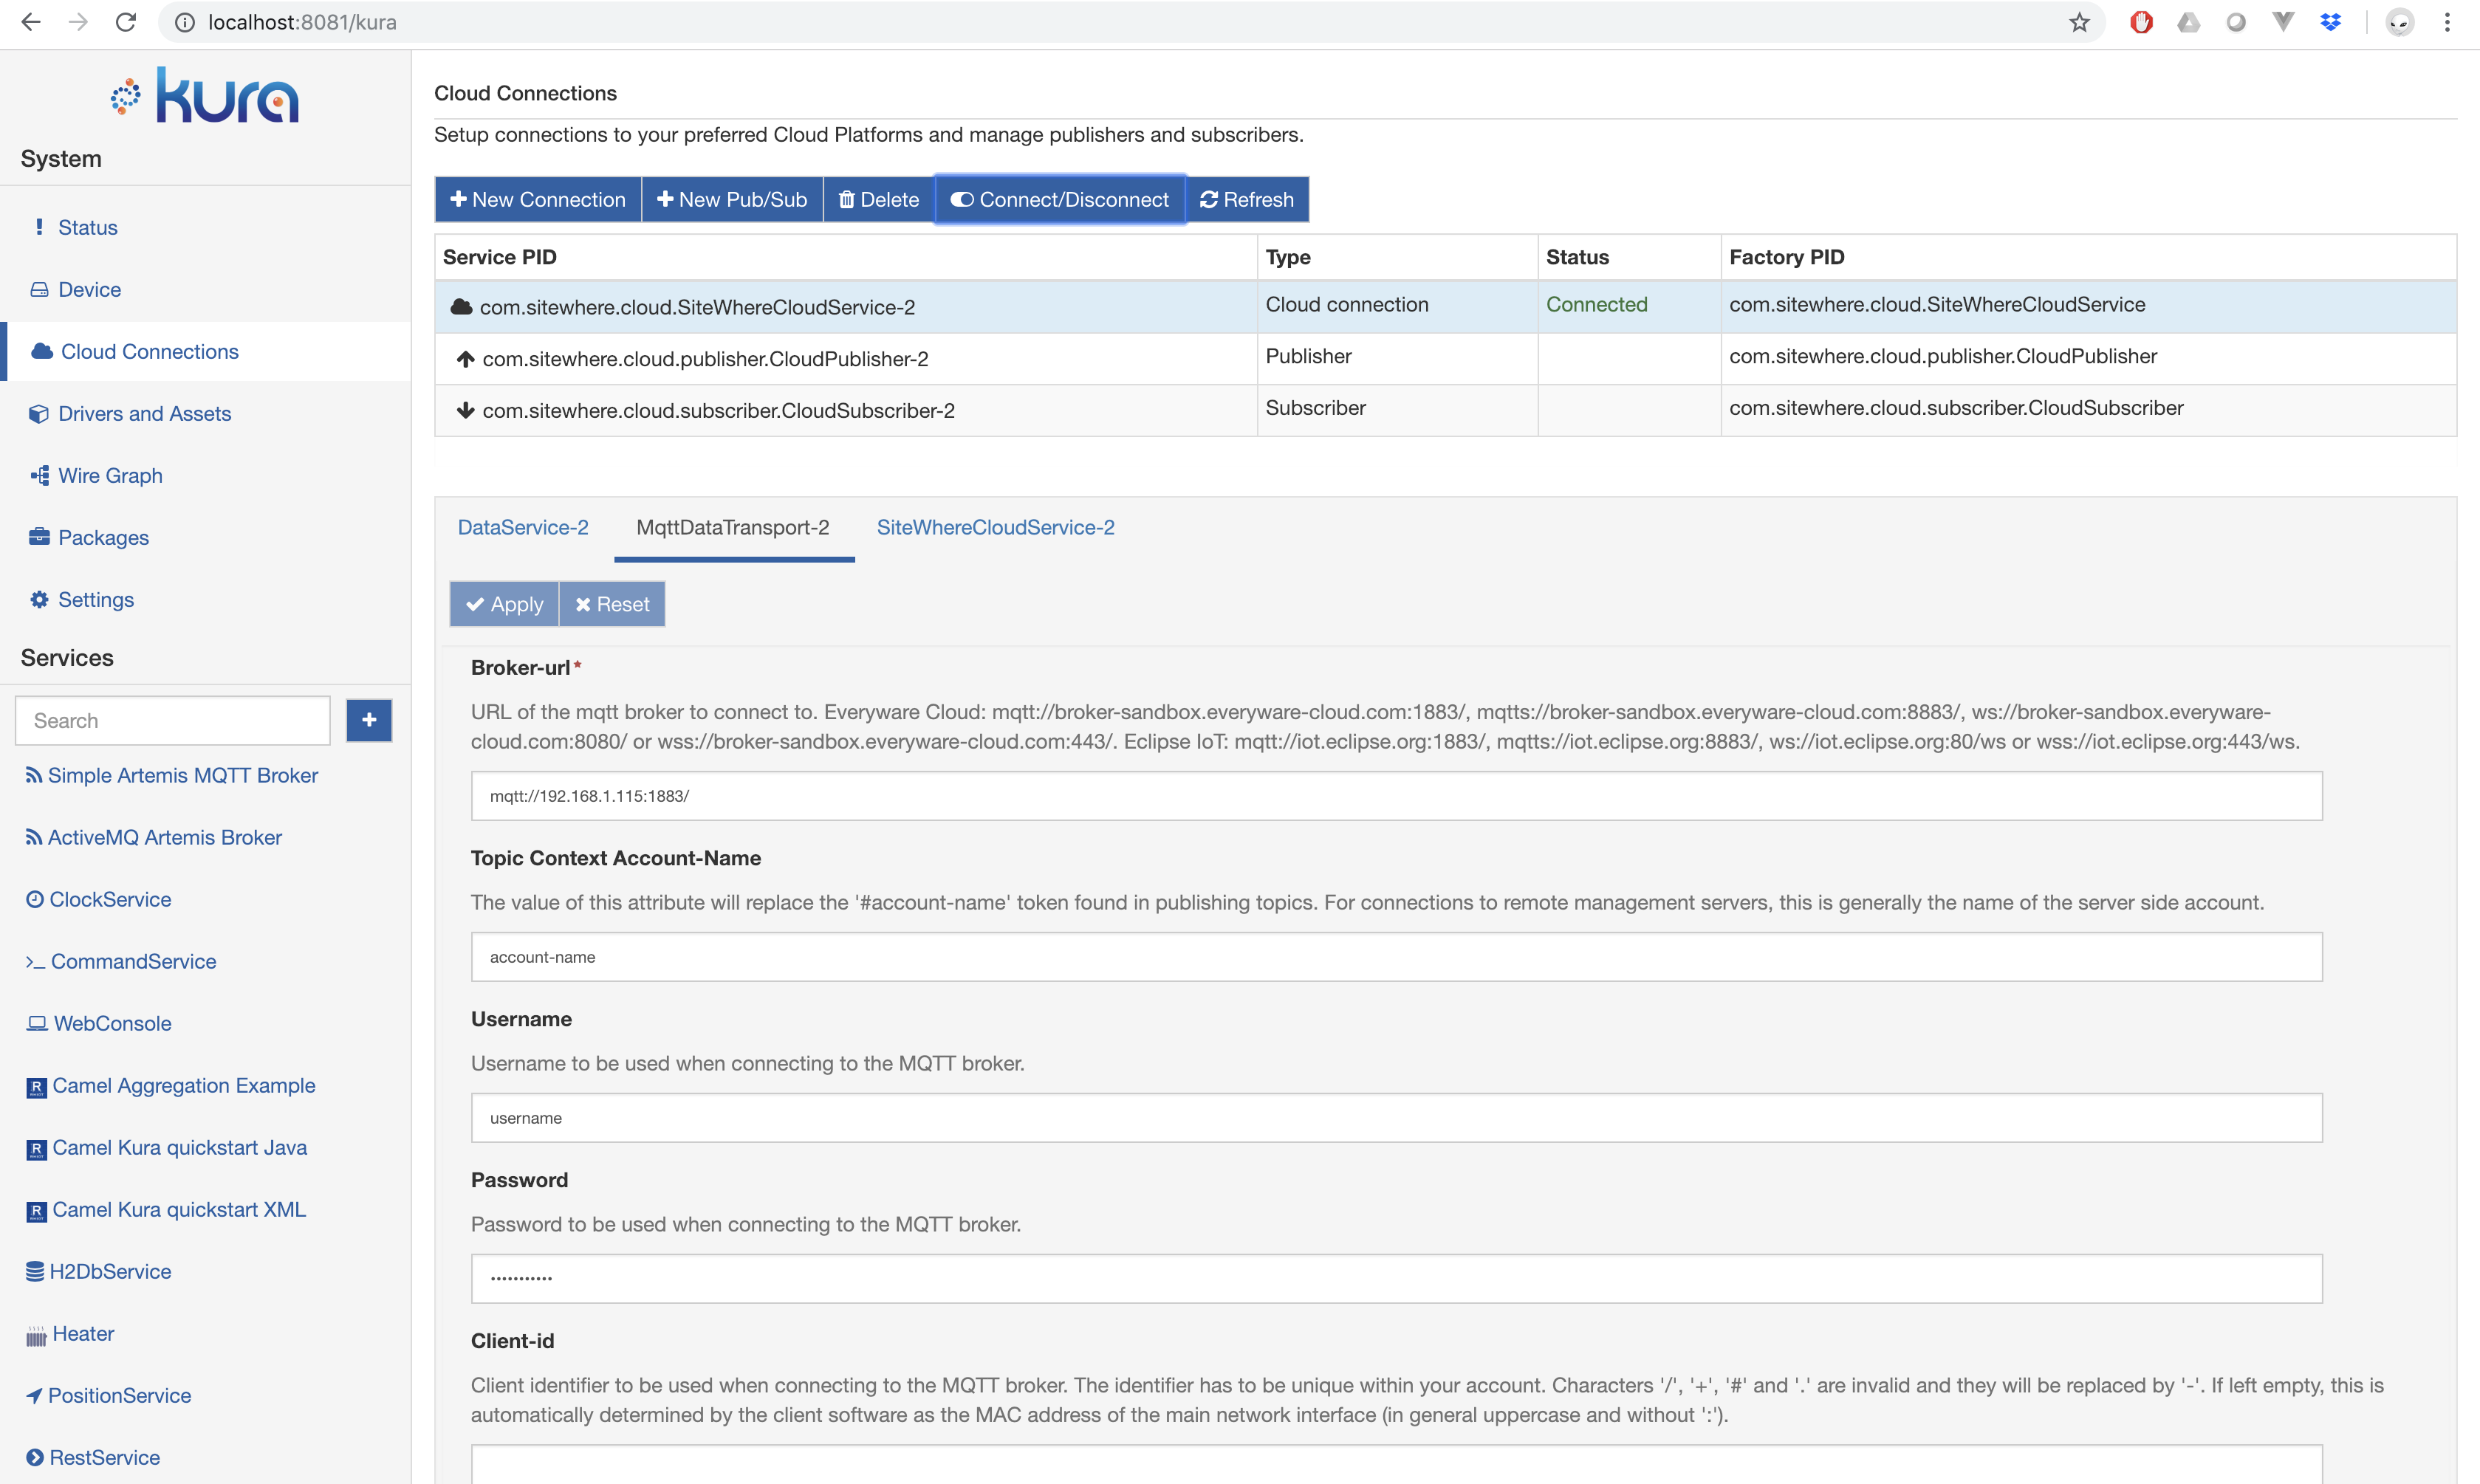 localhost:8081/kura
kura
System
Status
Device
Cloud Connections
Drivers and Assets
Wire Graph
Packages
Settings
Services
Search
Simple Artemis MQTT Broker
ActiveMQ Artemis Broker
ClockService
CommandService
WebConsole
Camel Aggregation Example
Camel Kura quickstart Java
Camel Kura quickstart XML
H2DbService
Heater
PositionService
RestService
Cloud Connections
Setup connections to your preferred Cloud Platforms and manage publishers and subscribers.
New Connection New Pub/Sub Delete Connect/Disconnect Refresh
Service PID Type Status Factory PID
com.sitewhere.cloud.SiteWhereCloudService-2 Cloud connection Connected com.sitewhere.cloud.SiteWhereCloudService
com.sitewhere.cloud.publisher.CloudPublisher-2 Publisher com.sitewhere.cloud.publisher.CloudPublisher
com.sitewhere.cloud.subscriber.CloudSubscriber-2 Subscriber com.sitewhere.cloud.subscriber.CloudSubscriber
DataService-2 MqttDataTransport-2 SiteWhereCloudService-2
Apply Reset
Broker-url*
URL of the mqtt broker to connect to. Everyware Cloud: mqtt://broker-sandbox.everyware-cloud.com:1883/, mqtts://broker-sandbox.everyware-cloud.com:8883/, ws://broker-sandbox.everyware-
cloud.com:8080/ or wss://broker-sandbox.everyware-cloud.com:443/. Eclipse IoT: mqtt://iot.eclipse.org:1883/, mqtts://iot.eclipse.org:8883/, ws://iot.eclipse.org:80/ws or wss://iot.eclipse.org:443/ws.
mqtt://192.168.1.115:1883/
Topic Context Account-Name
The value of this attribute will replace the '#account-name' token found in publishing topics. For connections to remote management servers, this is generally the name of the server side account.
account-name
Username
Username to be used when connecting to the MQTT broker.
username
Password
Password to be used when connecting to the MQTT broker.
•••••••••••
Client-id
Client identifier to be used when connecting to the MQTT broker. The identifier has to be unique within your account. Characters '/', '+', '#' and '.' are invalid and they will be replaced by '-'. If left empty, this is
automatically determined by the client software as the MAC address of the main network interface (in general uppercase and without ':').